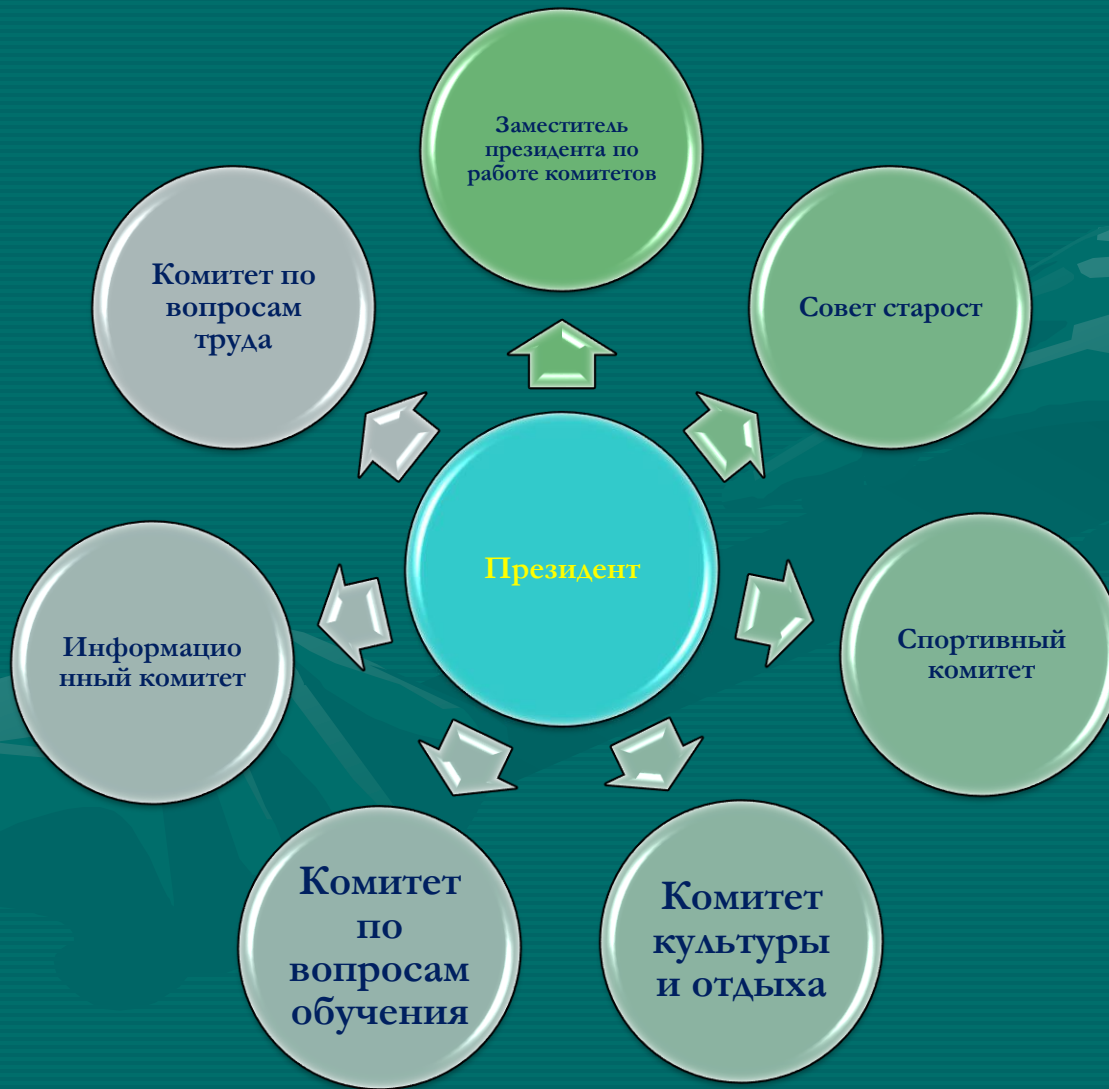 Заместитель
президента по
работе комитетов
Комитет по
вопросам
труда
Совет старост
Президент
Информацио
нный комитет
Спортивный
комитет
Комитет
по
вопросам
обучения
Комитет
культуры
и отдыха